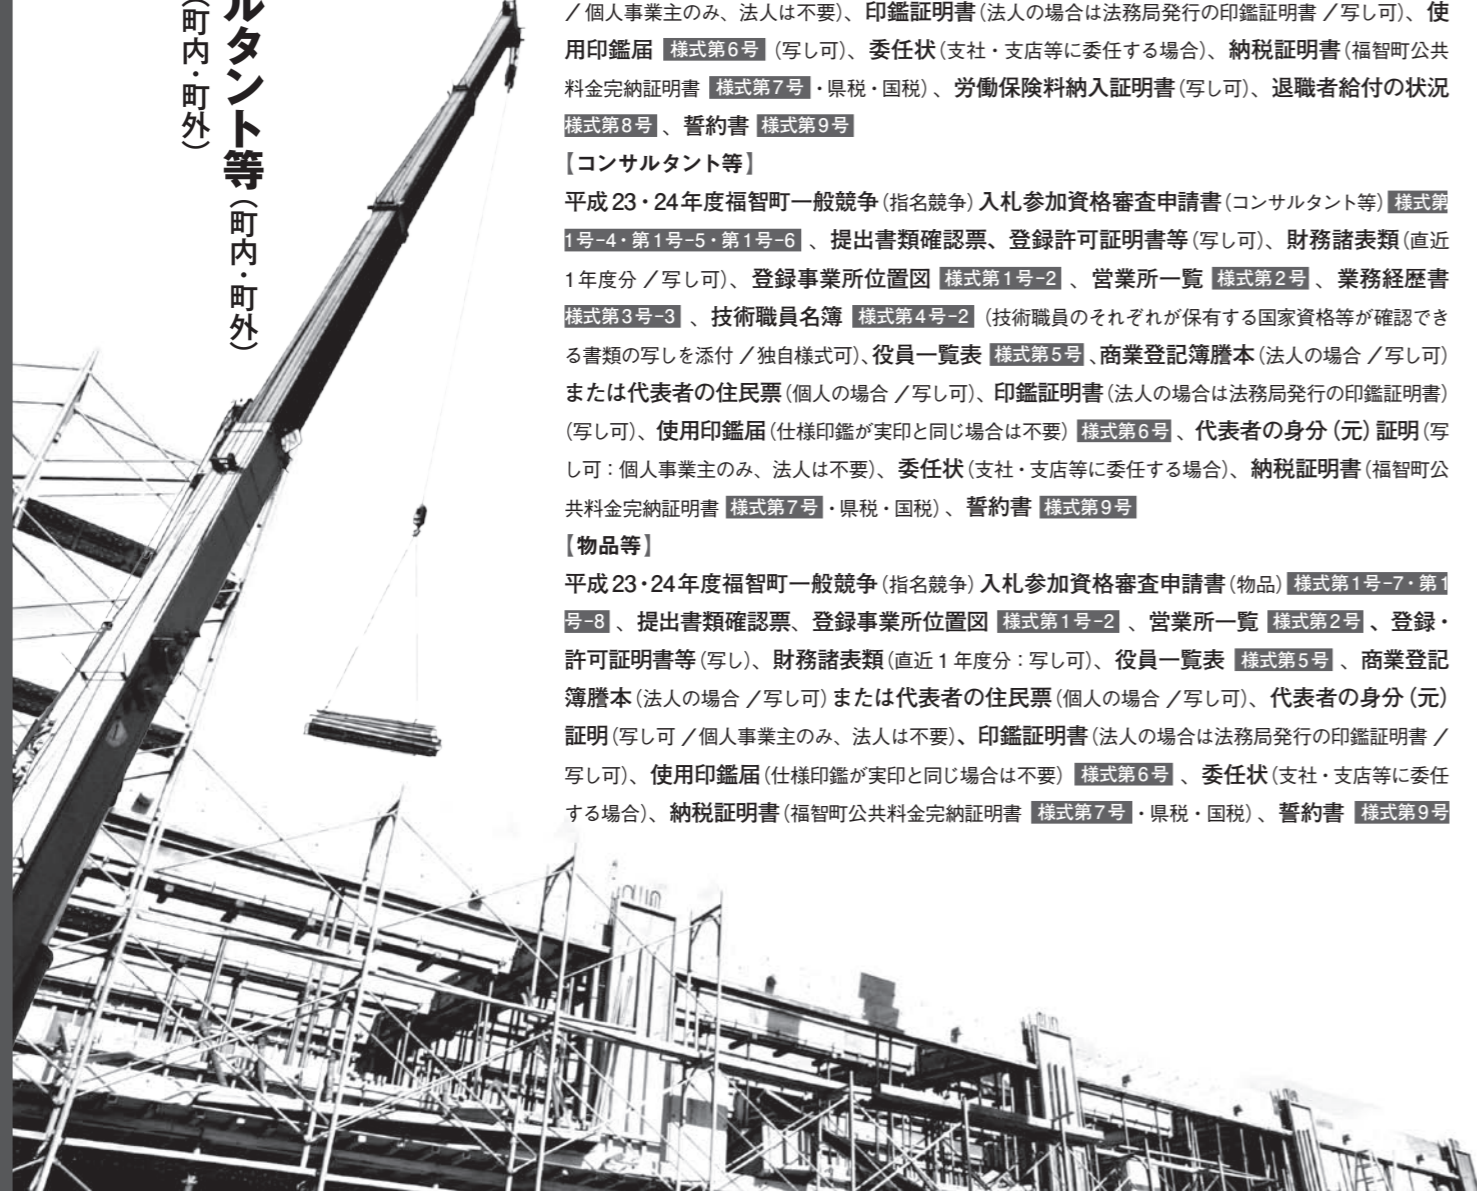 ルタント等（町内・町外）
（町内・町外）
／個人事業主のみ、法人は不要）、印鑑証明書（法人の場合は法務局発行の印鑑証明書／写し可）、使
用印鑑届 様式第6号（写し可）、委任状（支社・支店等に委任する場合）、納税証明書（福智町公共
料金完納証明書 様式第7号・県税・国税）、労働保険料納入証明書（写し可）、退職者給付の状況
様式第8号、誓約書 様式第9号
【コンサルタント等】
平成23・24年度福智町一般競争（指名競争）入札参加資格審査申請書（コンサルタント等）様式第
1号−4・第1号−5・第1号−6、提出書類確認票、登録許可証明書等（写し可）、財務諸表類（直近
1年度分／写し可）、登録事業所位置図 様式第1号−2、営業所一覧 様式第2号、業務経歴書
様式第3号−3、技術職員名簿 様式第4号−2（技術職員のそれぞれが保有する国家資格等が確認でき
る書類の写しを添付／独自様式可）、役員一覧表 様式第5号、商業登記簿謄本（法人の場合／写し可）
または代表者の住民票（個人の場合／写し可）、印鑑証明書（法人の場合は法務局発行の印鑑証明書）
（写し可）、使用印鑑届（仕様印鑑が実印と同じ場合は不要）様式第6号、代表者の身分（元）証明（写
し可：個人事業主のみ、法人は不要）、委任状（支社・支店等に委任する場合）、納税証明書（福智町公
共料金完納証明書 様式第7号・県税・国税）、誓約書 様式第9号
【物品等】
平成23・24年度福智町一般競争（指名競争）入札参加資格審査申請書（物品）様式第1号−7・第1
号−8、提出書類確認票、登録事業所位置図 様式第1号−2、営業所一覧 様式第2号、登録・
許可証明書等（写し）、財務諸表類（直近1年度分：写し可）、役員一覧表 様式第5号、商業登記
簿謄本（法人の場合／写し可）または代表者の住民票（個人の場合／写し可）、代表者の身分（元）
証明（写し可／個人事業主のみ、法人は不要）、印鑑証明書（法人の場合は法務局発行の印鑑証明書／
写し可）、使用印鑑届（仕様印鑑が実印と同じ場合は不要）様式第6号、委任状（支社・支店等に委任
する場合）、納税証明書（福智町公共料金完納証明書 様式第7号・県税・国税）、誓約書 様式第9号